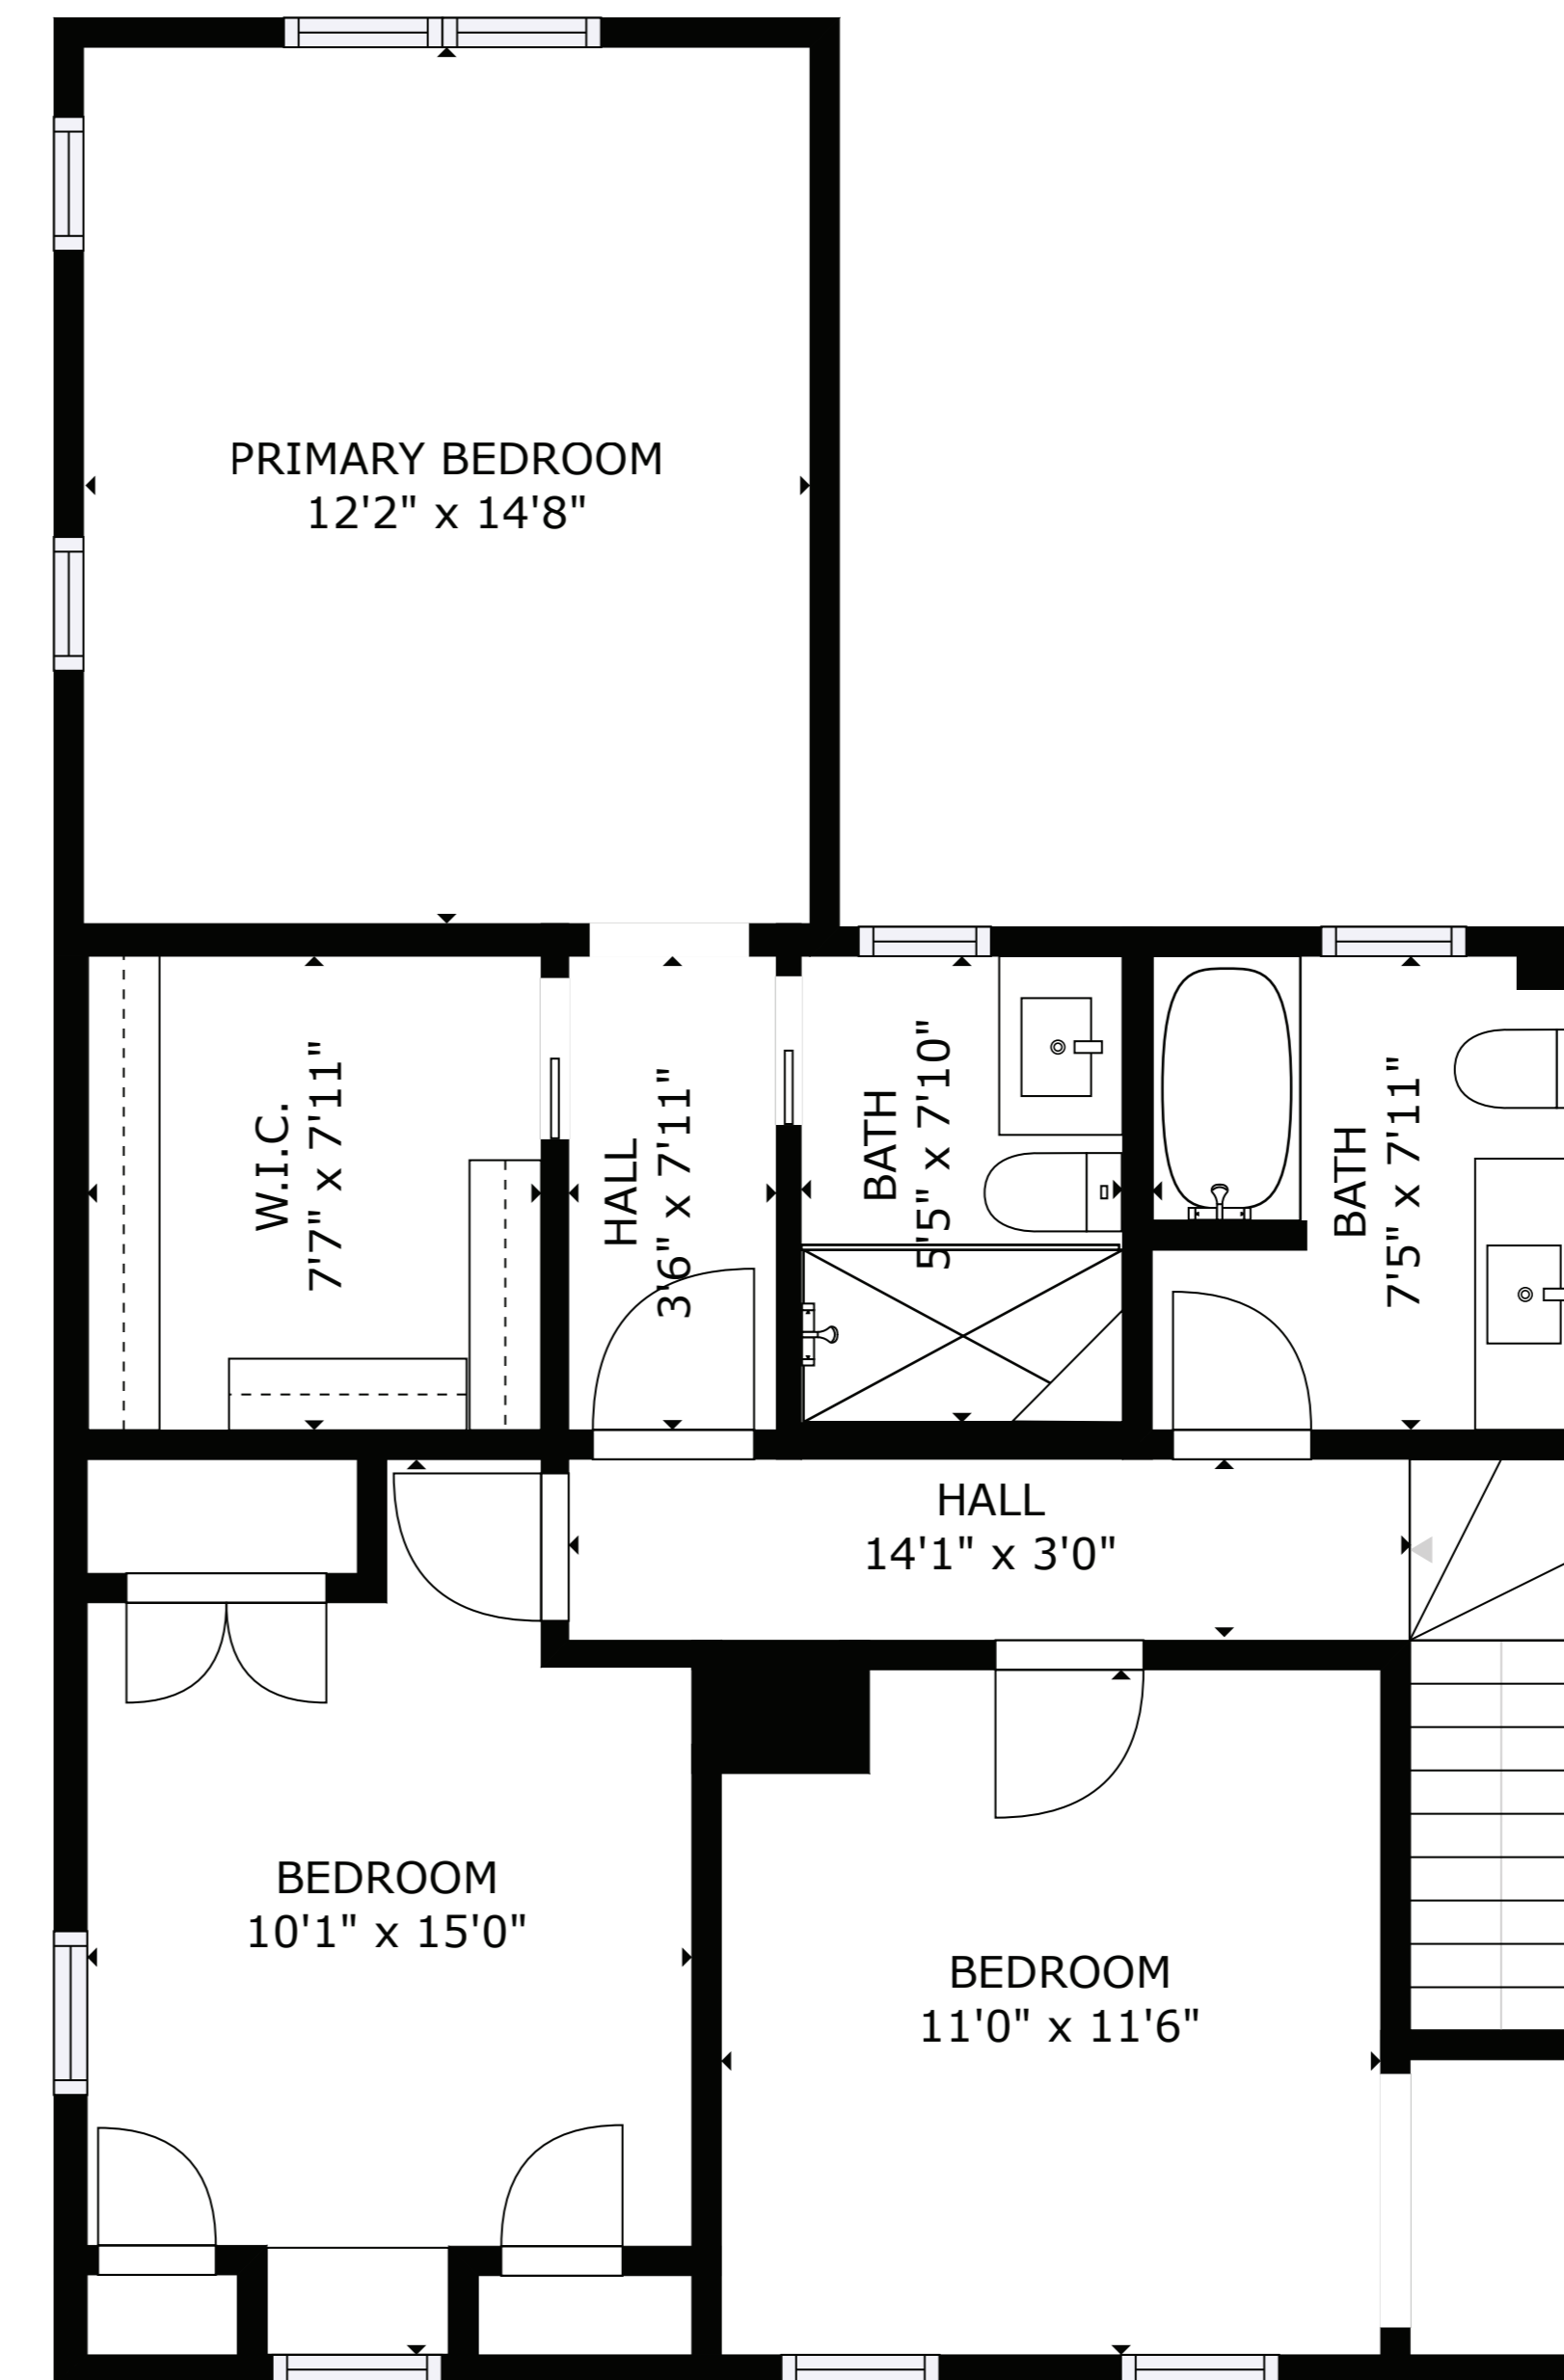 PRIMARY BEDROOM
12'2" x 14'8"
W.I.C.
7'7" x 7'11"
HALL
3'6" x 7'11"
BATH
5'5" x 7'10"
BATH
7'5" x 7'11"
HALL
14'1" x 3'0"
BEDROOM
10'1" x 15'0"
BEDROOM
11'0" x 11'6"